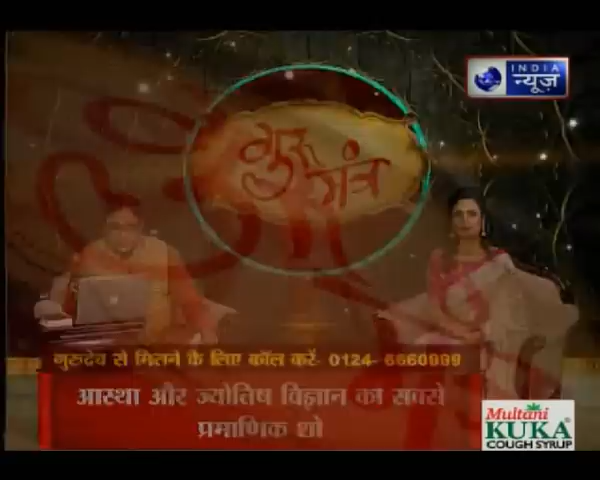 INDIA
न्यूज़
गुरु मंत्र
गुरुदेव से मिलने के लिए कॉल करें- 0124- 6660999
आस्था और ज्योतिष विज्ञान का सबसे
प्रमाणिक शो
Multani
KUKA
COUGH SYRUP